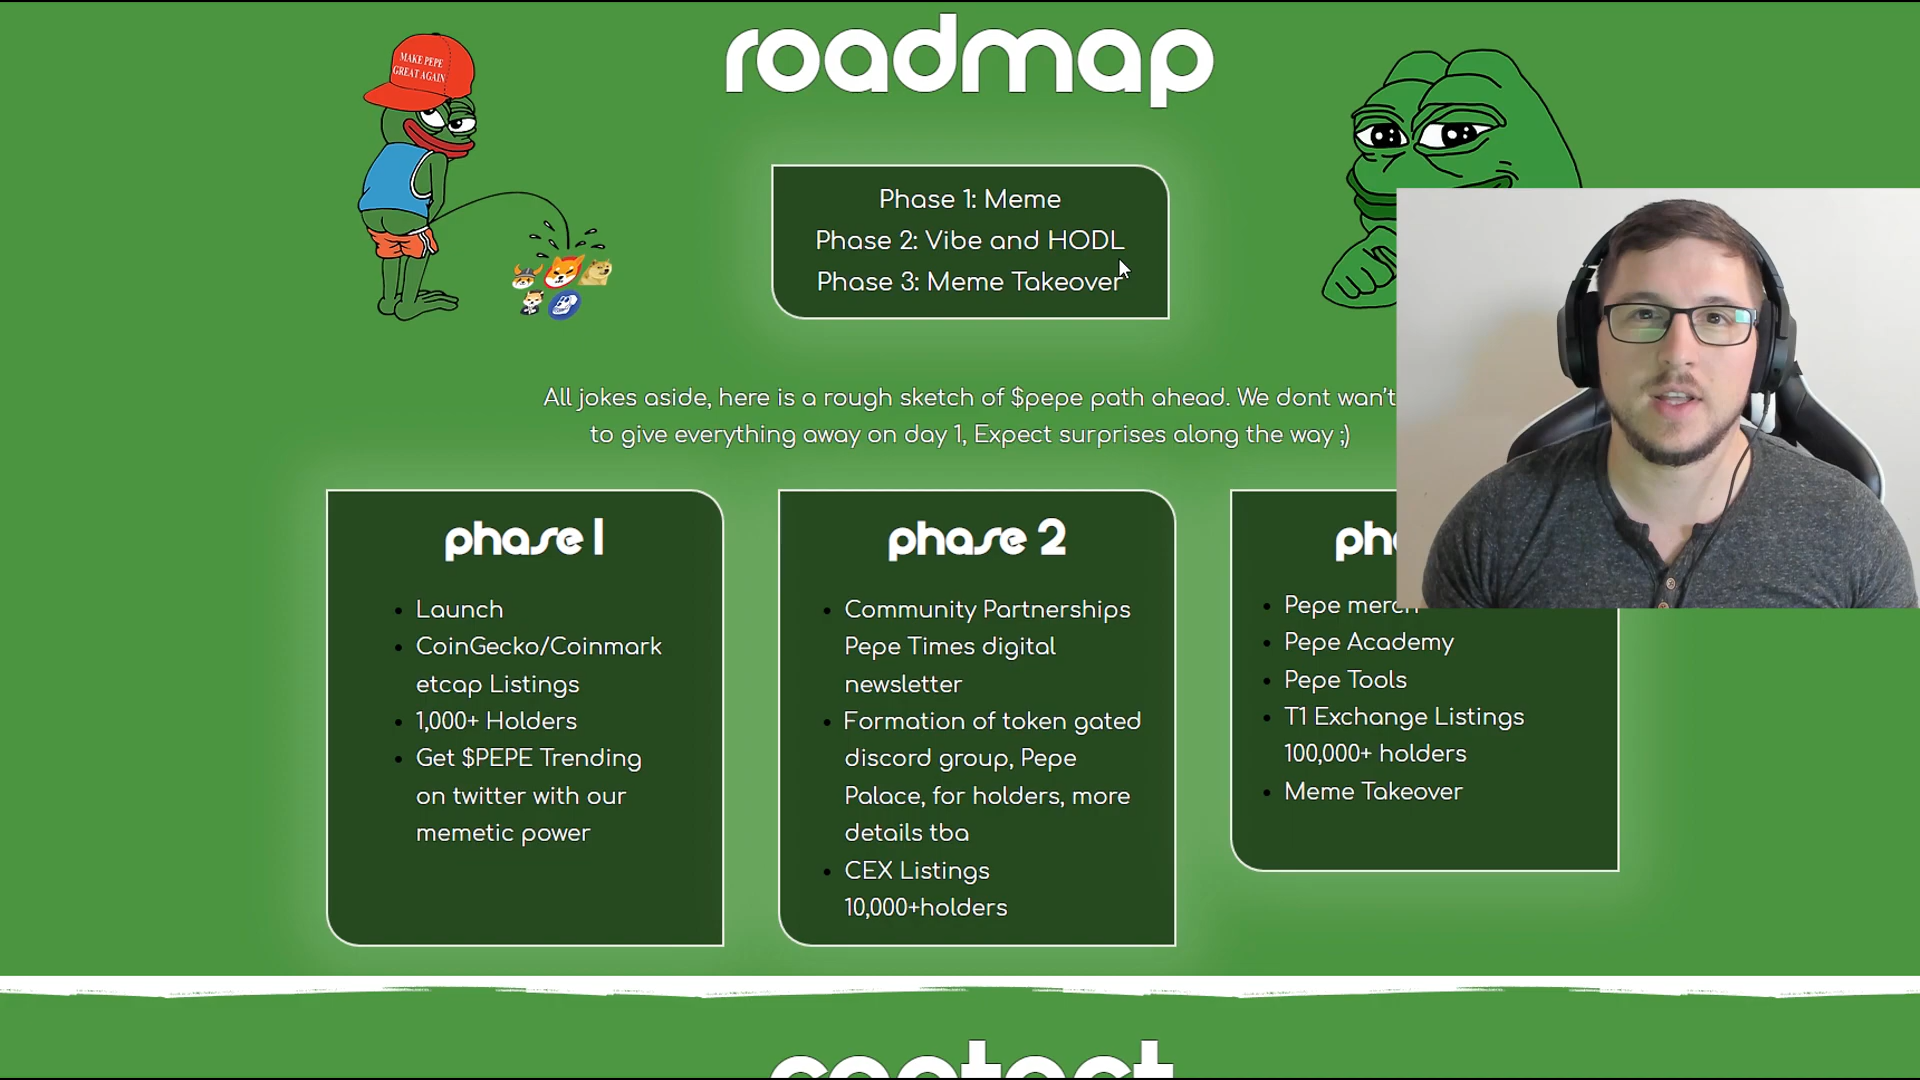 roadmap
MAKE PEPE
GREAT AGAIN
Phase 1: Meme
Phase 2: Vibe and HODL
Phase 3: Meme Takeover
All jokes aside, here is a rough sketch of $pepe path ahead. We dont wan't
to give everything away on day 1, Expect surprises along the way ;)
phase 1
Launch
CoinGecko/Coinmark
etcap Listings
1,000+ Holders
Get $PEPE Trending
on twitter with our
memetic power
phase 2
Community Partnerships
Pepe Times digital
newsletter
Formation of token gated
discord group, Pepe
Palace, for holders, more
details tba
CEX Listings
10,000+holders
Pepe merch
Pepe Academy
Pepe Tools
T1 Exchange Listings
100,000+ holders
Meme Takeover
contact